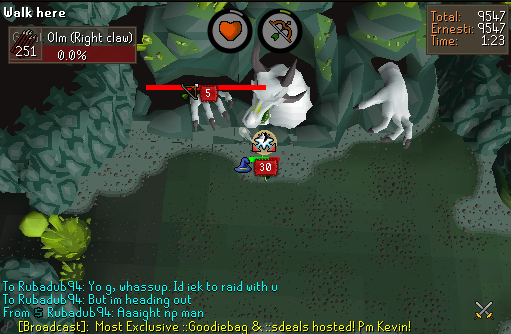 Walk here
251
Olm (Right claw)
0.0%
Total: 9547
Ernesti: 9547
Time: 1:23
5
30
To Rubadub94: Yo g, whassup. Id iek to raid with u
To Rubadub94: But im heading out
From S Rubadub94: Aaaight np man
[Broadcast]: Most Exclusive ::Goodiebag & ::sdeals hosted! Pm Kevin!